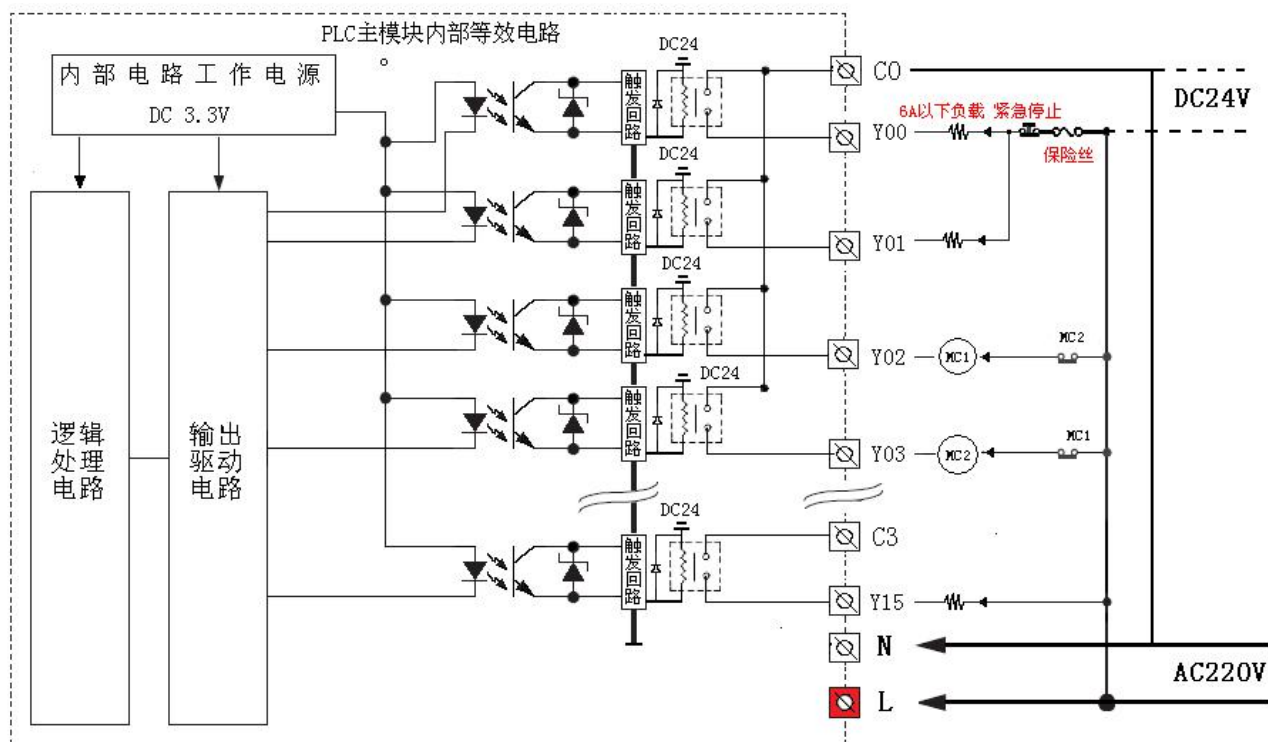 PLC主模块内部等效电路
内部电路工作电源
DC 3.3V
DC24
触发回路
C0
DC24V
6A以下负载 紧急停止
Y00
保险丝
DC24
触发回路
Y01
DC24
触发回路
MC2
Y02
MC1
DC24
触发回路
MC1
Y03
MC2
逻辑
处理
电路
输出
驱动
电路
DC24
C3
触发回路
Y15
N
AC220V
L